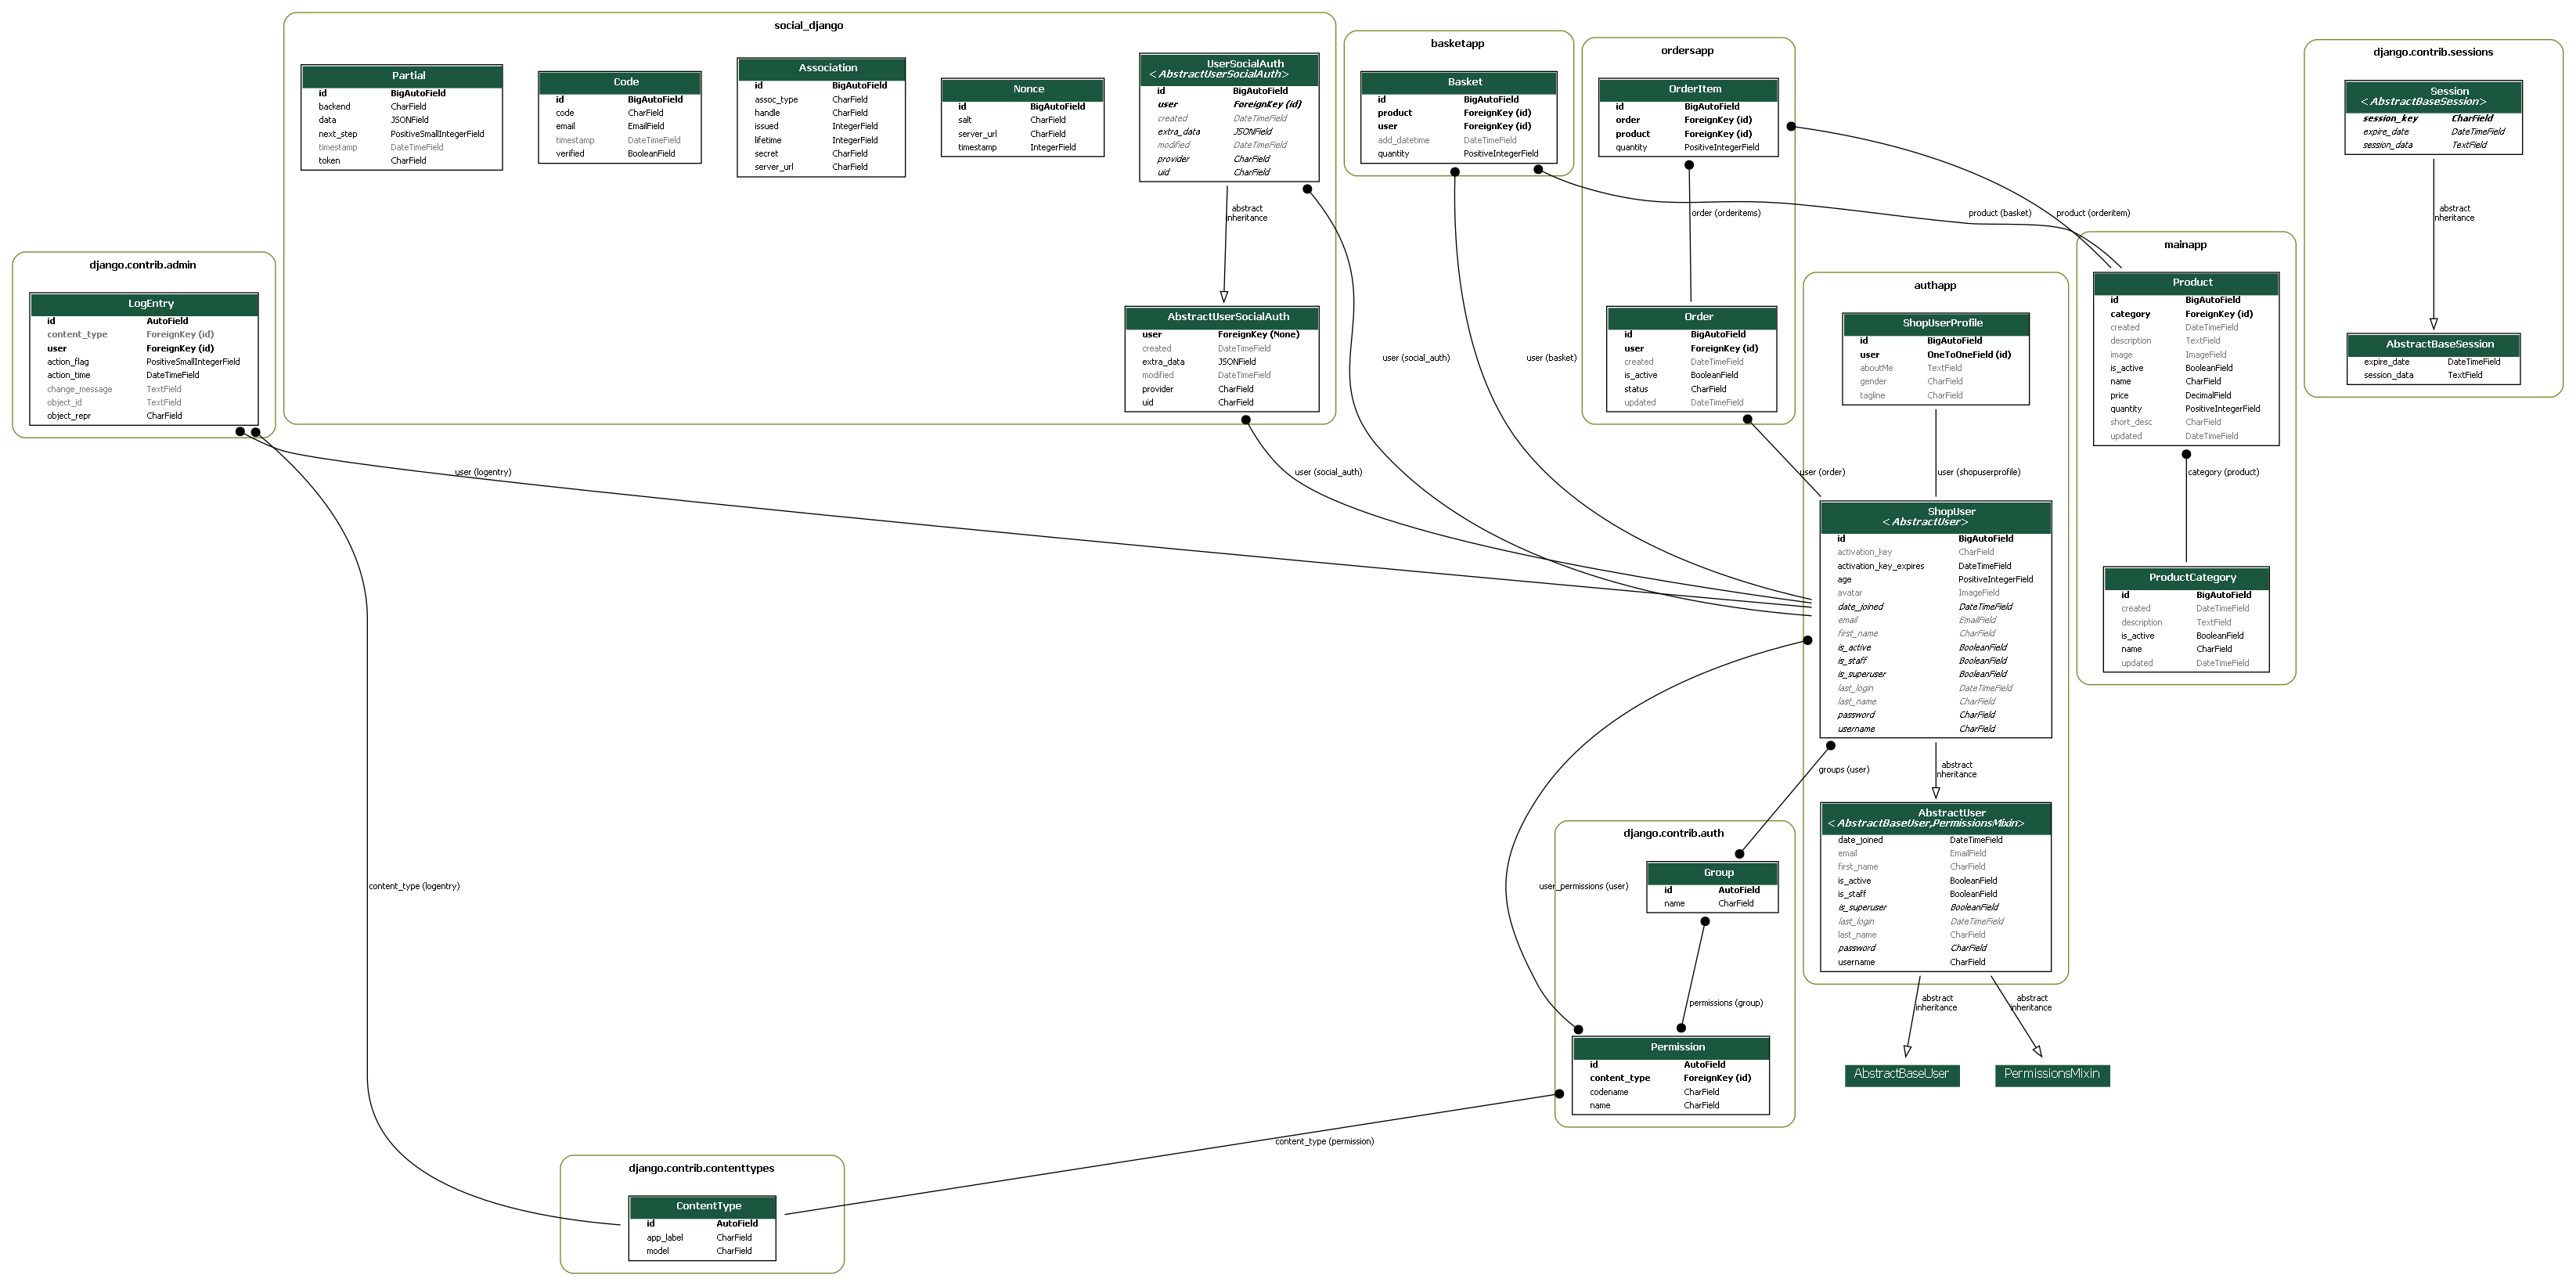 social_django
Partial
id BigAutoField
backend CharField
data JSONField
next_step PositiveSmallIntegerField
timestamp DateTimeField
token CharField
Code
id BigAutoField
code CharField
email EmailField
timestamp DateTimeField
verified BooleanField
Association
id BigAutoField
assoc_type CharField
handle CharField
issued IntegerField
lifetime IntegerField
secret CharField
server_url CharField
Nonce
id BigAutoField
salt CharField
server_url CharField
timestamp IntegerField
UserSocialAuth
<AbstractUserSocialAuth>
id BigAutoField
user ForeignKey (id)
created DateTimeField
extra_data JSONField
modified DateTimeField
provider CharField
uid CharField
abstract
inheritance
AbstractUserSocialAuth
user ForeignKey (None)
created DateTimeField
extra_data JSONField
modified DateTimeField
provider CharField
uid CharField
basketapp
Basket
id BigAutoField
product ForeignKey (id)
user ForeignKey (id)
add_datetime DateTimeField
quantity PositiveIntegerField
ordersapp
OrderItem
id BigAutoField
order ForeignKey (id)
product ForeignKey (id)
quantity PositiveIntegerField
order (orderitems)
Order
id BigAutoField
user ForeignKey (id)
created DateTimeField
is_active BooleanField
status CharField
updated DateTimeField
product (basket)
product (orderitem)
django.contrib.sessions
Session
<AbstractBaseSession>
session_key CharField
expire_date DateTimeField
session_data TextField
abstract
inheritance
AbstractBaseSession
expire_date DateTimeField
session_data TextField
mainapp
Product
id BigAutoField
category ForeignKey (id)
created DateTimeField
description TextField
image ImageField
is_active BooleanField
name CharField
price DecimalField
quantity PositiveIntegerField
short_desc CharField
updated DateTimeField
category (product)
ProductCategory
id BigAutoField
created DateTimeField
description TextField
is_active BooleanField
name CharField
updated DateTimeField
django.contrib.admin
LogEntry
id AutoField
content_type ForeignKey (id)
user ForeignKey (id)
action_flag PositiveSmallIntegerField
action_time DateTimeField
change_message TextField
object_id TextField
object_repr CharField
user (logentry)
user (social_auth)
user (social_auth)
user (basket)
user (order)
authapp
ShopUserProfile
id BigAutoField
user OneToOneField (id)
aboutMe TextField
gender CharField
tagline CharField
user (shopuserprofile)
ShopUser
<AbstractUser>
id BigAutoField
activation_key CharField
activation_key_expires DateTimeField
age PositiveIntegerField
avatar ImageField
date_joined DateTimeField
email EmailField
first_name CharField
is_active BooleanField
is_staff BooleanField
is_superuser BooleanField
last_login DateTimeField
last_name CharField
password CharField
username CharField
abstract
inheritance
AbstractUser
<AbstractBaseUser,PermissionsMixin>
date_joined DateTimeField
email EmailField
first_name CharField
is_active BooleanField
is_staff BooleanField
is_superuser BooleanField
last_login DateTimeField
last_name CharField
password CharField
username CharField
abstract
inheritance
abstract
inheritance
AbstractBaseUser
PermissionsMixin
groups (user)
user_permissions (user)
django.contrib.auth
Group
id AutoField
name CharField
permissions (group)
Permission
id AutoField
content_type ForeignKey (id)
codename CharField
name CharField
content_type (logentry)
content_type (permission)
django.contrib.contenttypes
ContentType
id AutoField
app_label CharField
model CharField